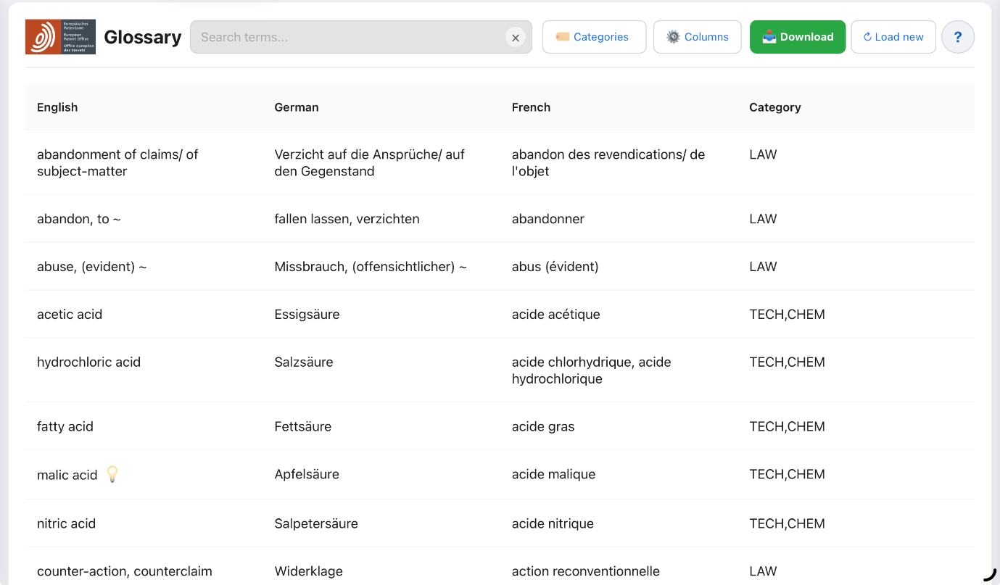 Europäisches
Patentamt
European
Patent Office
Office européen
des brevets
Glossary
Search terms...
Categories
Columns
Download
Load new
?
English German French Category
abandonment of claims/ of
subject-matter
Verzicht auf die Ansprüche/ auf
den Gegenstand
abandon des revendications/ de
l'objet
LAW
abandon, to ~ fallen lassen, verzichten abandonner LAW
abuse, (evident) ~ Missbrauch, (offensichtlicher) ~ abus (évident) LAW
acetic acid Essigsäure acide acétique TECH,CHEM
hydrochloric acid Salzsäure
acide chlorhydrique, acide
hydrochlorique
TECH,CHEM
fatty acid Fettsäure acide gras TECH,CHEM
malic acid Apfelsäure acide malique TECH,CHEM
nitric acid Salpetersäure acide nitrique TECH,CHEM
counter-action, counterclaim Widerklage action reconventionnelle LAW